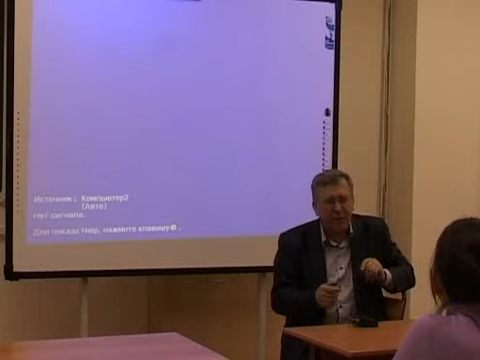 Источник: Компьютер2
(Авто)
Нет сигнала.
Для показа Help, нажмите клавишу